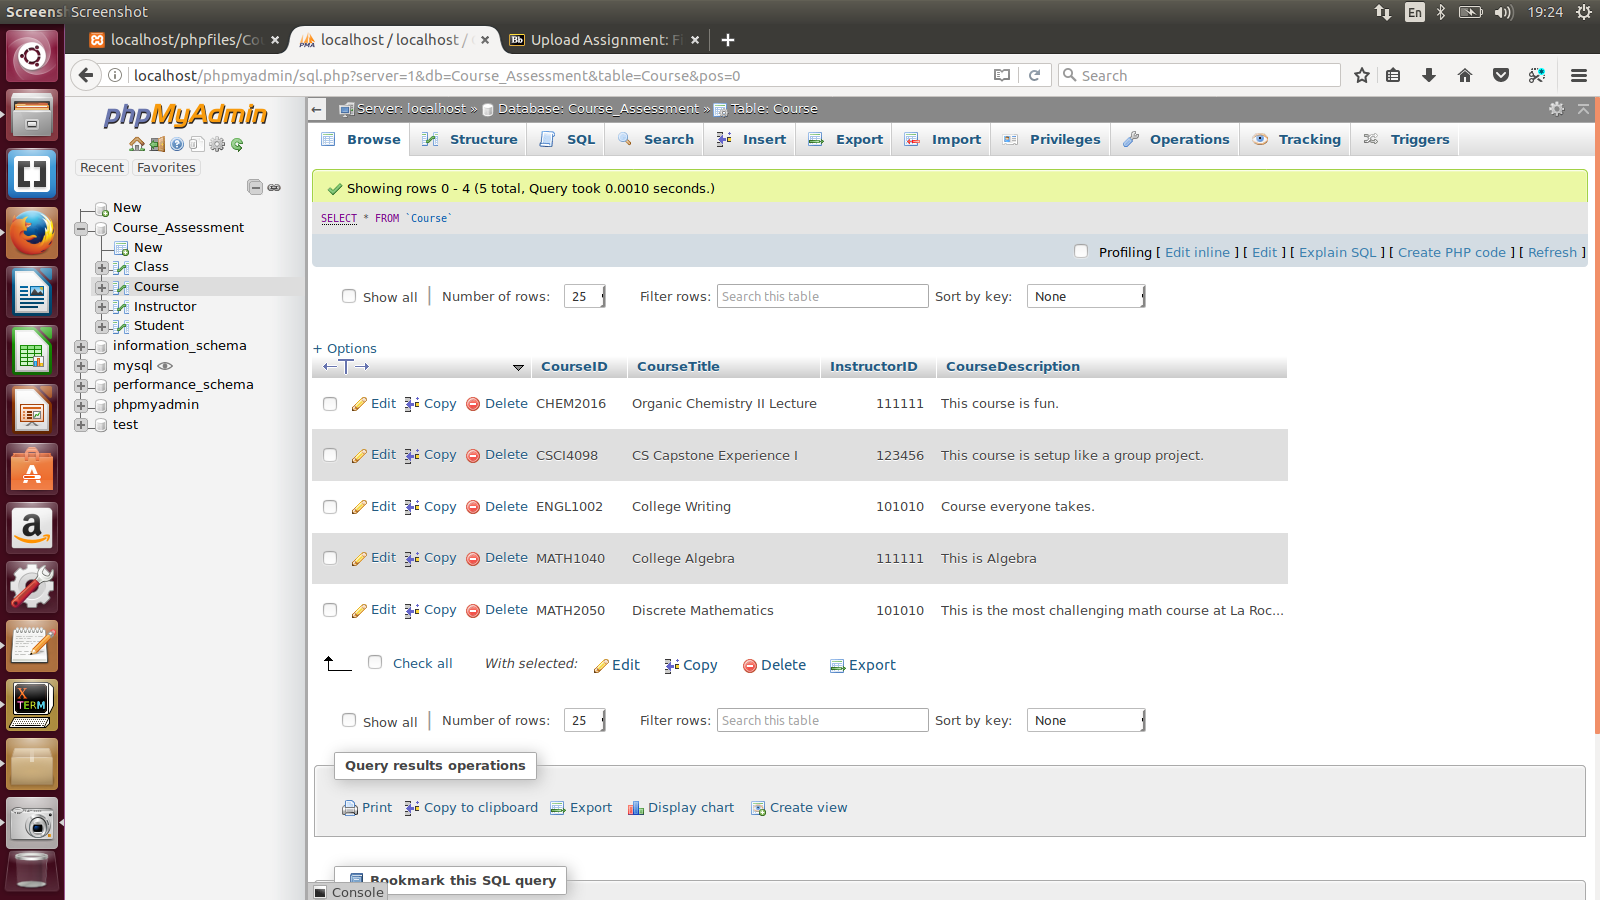 Screenshot
En
19:24
localhost/phpfiles/Co
localhost / localhost /
Upload Assignment: F
localhost/phpmyadmin/sql.php?server=1&db=Course_Assessment&table=Course&pos=0
Search
phpMyAdmin
Recent
Favorites
New
Course_Assessment
New
Class
Course
Instructor
Student
information_schema
mysql
performance_schema
phpmyadmin
test
Server: localhost » Database: Course_Assessment » Table: Course
Browse Structure SQL Search Insert Export Import Privileges Operations Tracking Triggers
Showing rows 0 - 4 (5 total, Query took 0.0010 seconds.)
SELECT * FROM `Course`
Profiling [ Edit inline ] [ Edit ] [ Explain SQL ] [ Create PHP code ] [ Refresh ]
Show all | Number of rows: 25 Filter rows: Search this table Sort by key: None
+ Options
←T→ CourseID CourseTitle InstructorID CourseDescription
Edit Copy Delete CHEM2016 Organic Chemistry II Lecture 111111 This course is fun.
Edit Copy Delete CSCI4098 CS Capstone Experience I 123456 This course is setup like a group project.
Edit Copy Delete ENGL1002 College Writing 101010 Course everyone takes.
Edit Copy Delete MATH1040 College Algebra 111111 This is Algebra
Edit Copy Delete MATH2050 Discrete Mathematics 101010 This is the most challenging math course at La Roc...
Check all With selected: Edit Copy Delete Export
Show all | Number of rows: 25 Filter rows: Search this table Sort by key: None
Query results operations
Print Copy to clipboard Export Display chart Create view
Bookmark this SQL query
Console
X
TERM